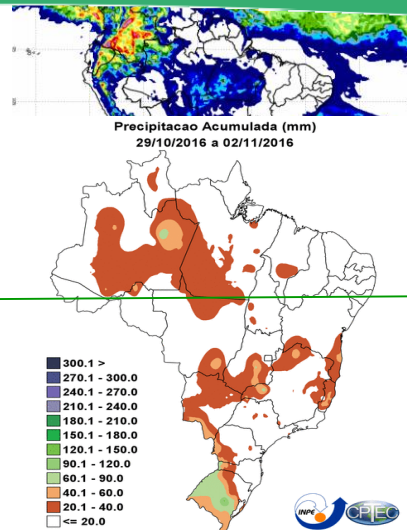 Precipitacao Acumulada (mm)
29/10/2016 a 02/11/2016
300.1 >
270.1 - 300.0
240.1 - 270.0
210.1 - 240.0
180.1 - 210.0
150.1 - 180.0
120.1 - 150.0
90.1 - 120.0
60.1 - 90.0
40.1 - 60.0
20.1 - 40.0
<= 20.0
INPE
CPTEC